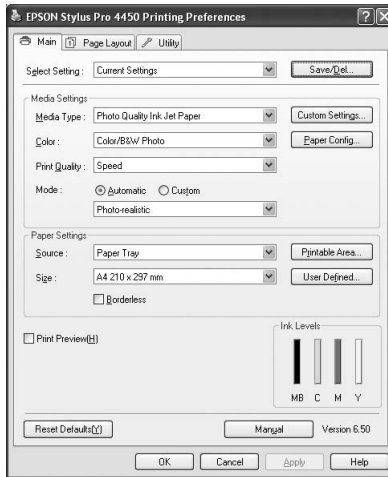 EPSON Stylus Pro 4450 Printing Preferences
Main Page Layout Utility
Select Setting : Current Settings Save/Del...
Media Settings
Media Type : Photo Quality Ink Jet Paper Custom Settings...
Color : Color/B&W Photo Paper Config...
Print Quality : Speed
Mode : Automatic Custom
Photo-realistic
Paper Settings
Source : Paper Tray Printable Area...
Size : A4 210 x 297 mm User Defined...
Borderless
Print Preview(H)
Ink Levels
MB C M Y
Reset Defaults(Y) Manual Version 6.50
OK Cancel Apply Help